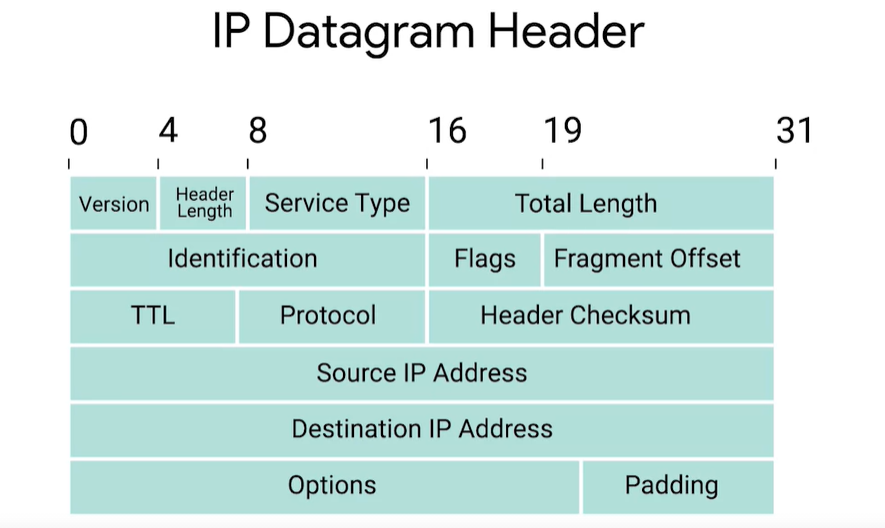 IP Datagram Header
0 4 8 16 19 31
Version Header Length Service Type Total Length
Identification Flags Fragment Offset
TTL Protocol Header Checksum
Source IP Address
Destination IP Address
Options Padding